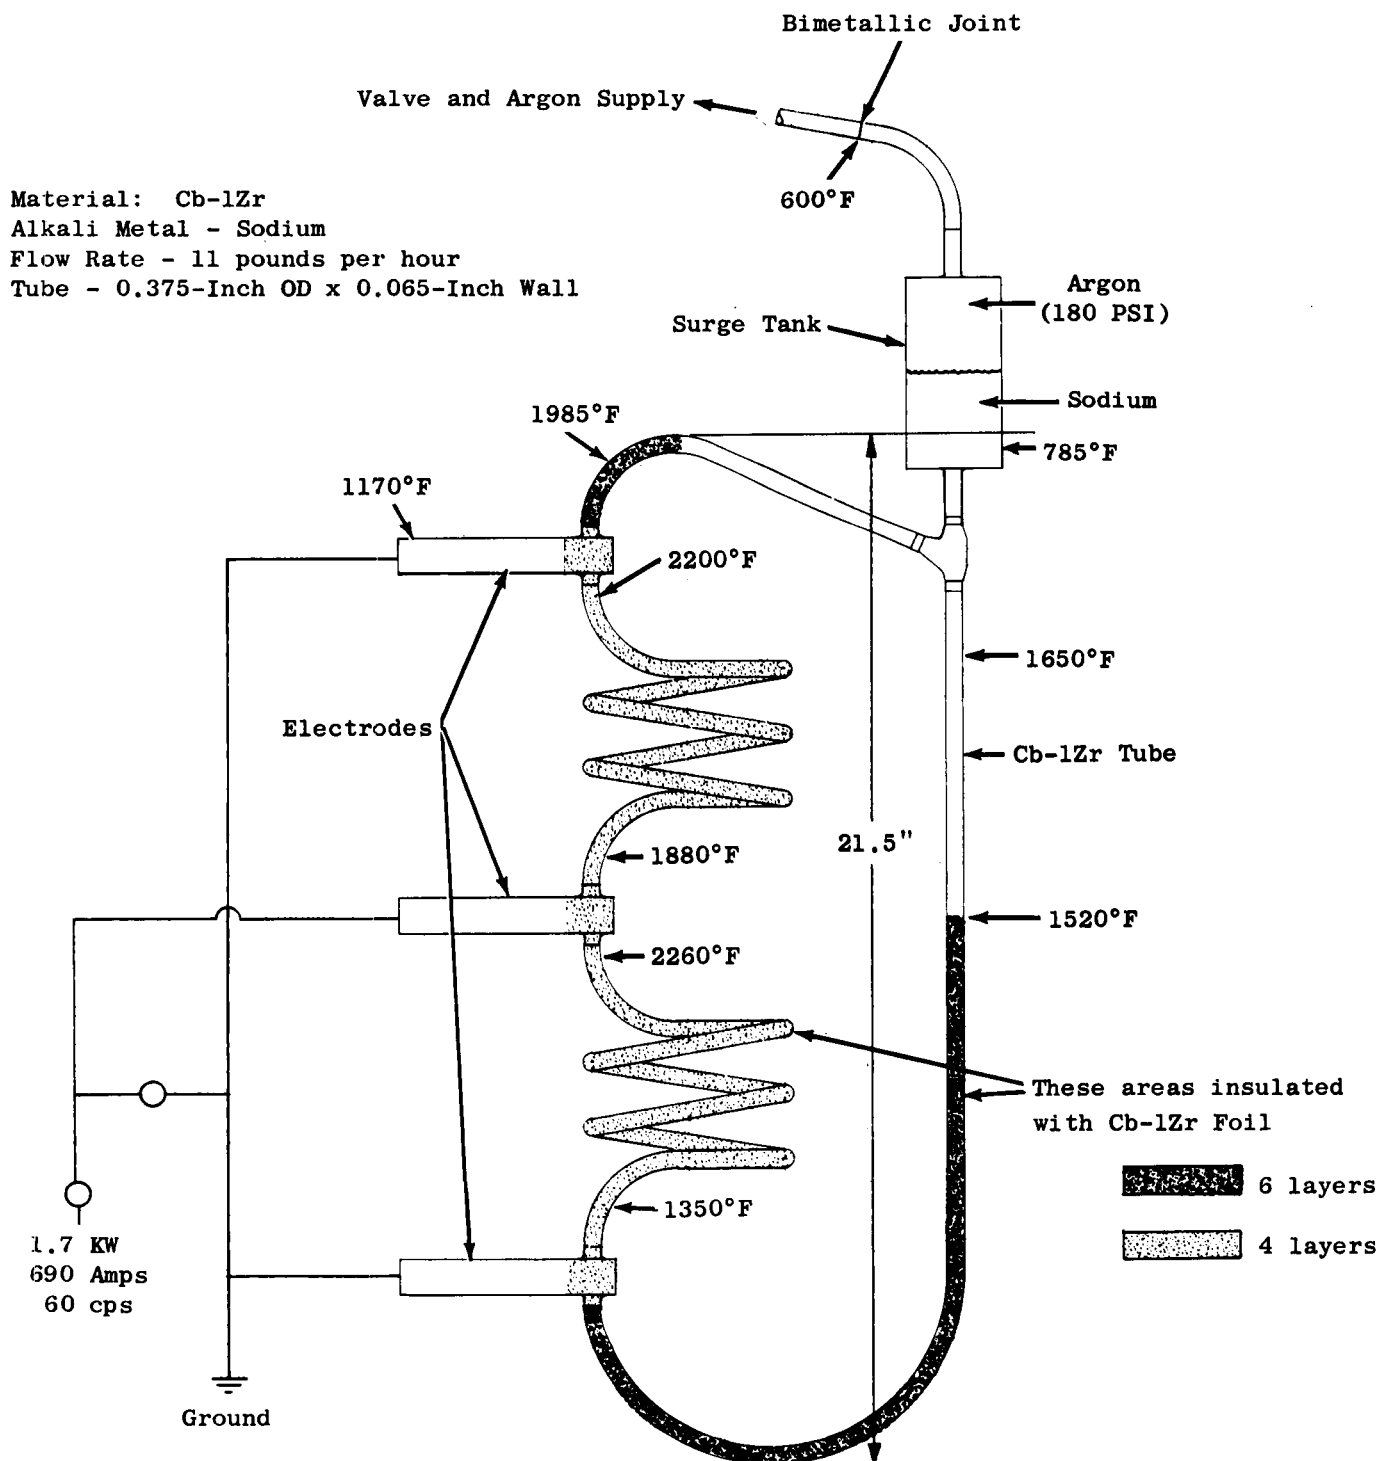 Bimetallic Joint
Valve and Argon Supply
600°F
Material: Cb-1Zr
Alkali Metal - Sodium
Flow Rate - 11 pounds per hour
Tube - 0.375-Inch OD x 0.065-Inch Wall
Argon
(180 PSI)
Surge Tank
Sodium
1985°F
785°F
1170°F
2200°F
1650°F
Electrodes
Cb-1Zr Tube
21.5"
1880°F
1520°F
2260°F
These areas insulated
with Cb-1Zr Foil
6 layers
1350°F
4 layers
1.7 KW
690 Amps
60 cps
Ground